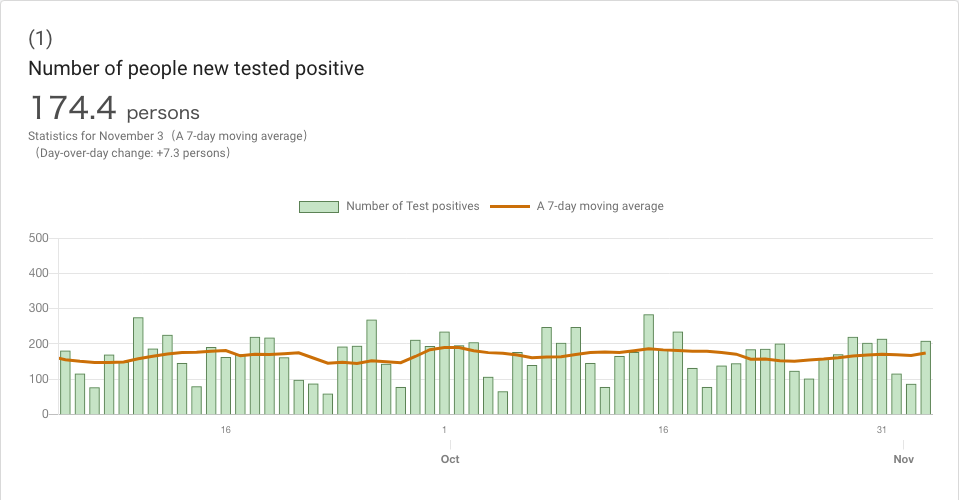 (1)
Number of people new tested positive
174.4 persons
Statistics for November 3（A 7-day moving average）
（Day-over-day change: +7.3 persons）
Number of Test positives A 7-day moving average
500
400
300
200
100
0
16 1 16 31
Oct Nov